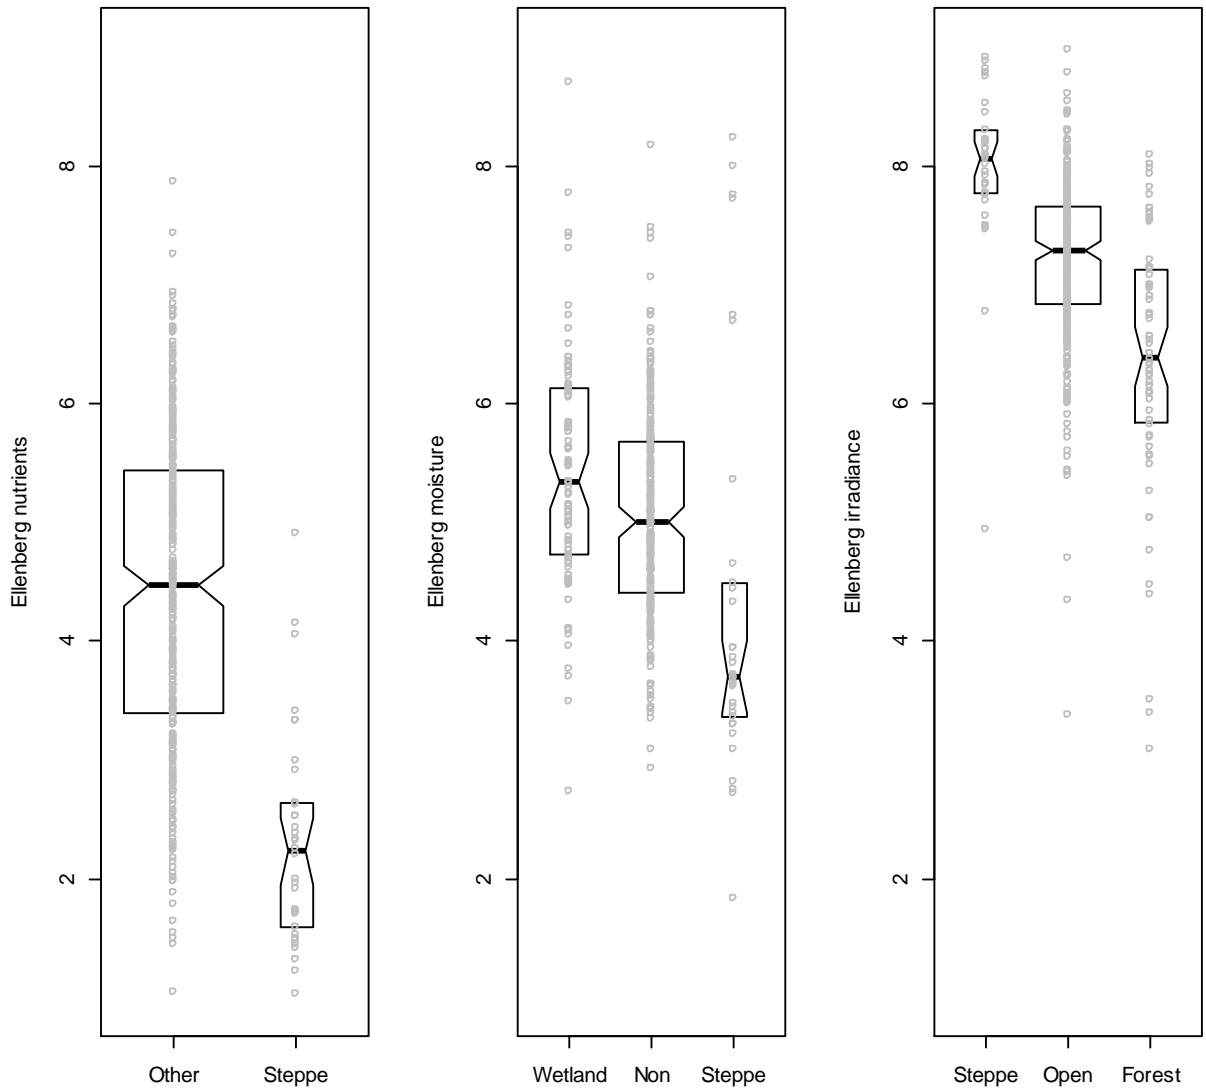 Ellenberg nutrients
8
6
4
2
Other Steppe
Ellenberg moisture
8
6
4
2
Wetland Non Steppe
Ellenberg irradiance
8
6
4
2
Steppe Open Forest